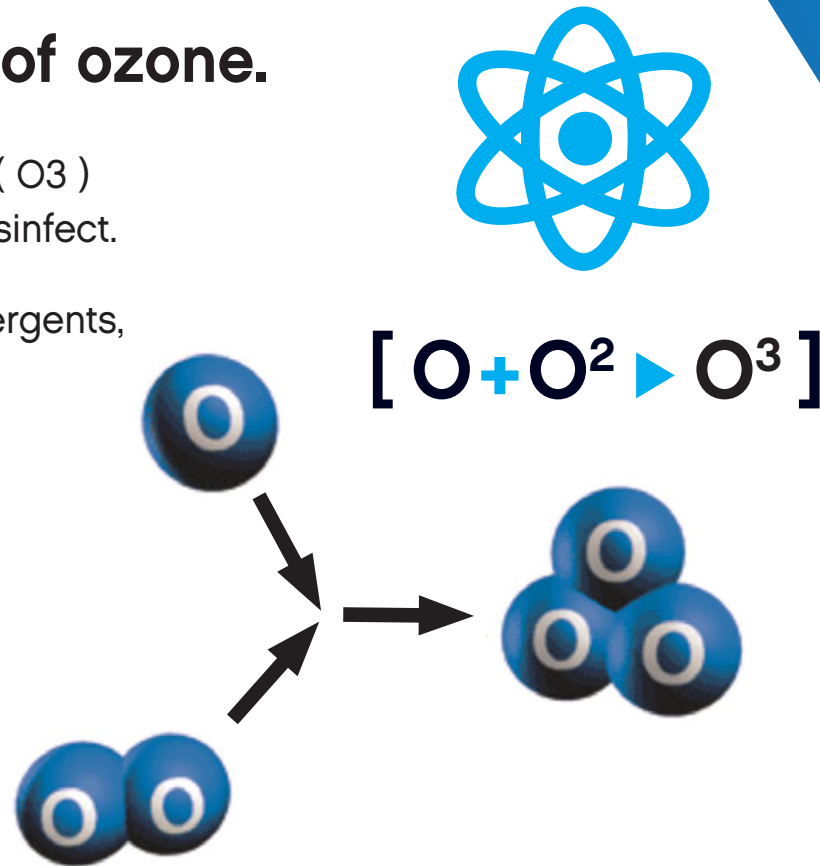 of ozone.
( O3 )
sinfect.
ergents,
[ O + O² ▶ O³ ]
O
O
O
O
O
O